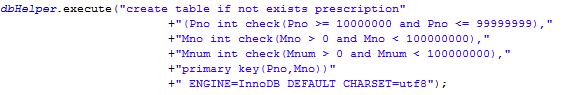 dbHelper.execute("create table if not exists prescription"
+"(Pno int check(Pno >= 10000000 and Pno <= 99999999),"
+"Mno int check(Mno > 0 and Mno < 100000000),"
+"Mnum int check(Mnum > 0 and Mnum < 100000000),"
+"primary key(Pno,Mno))"
+" ENGINE=InnoDB DEFAULT CHARSET=utf8");